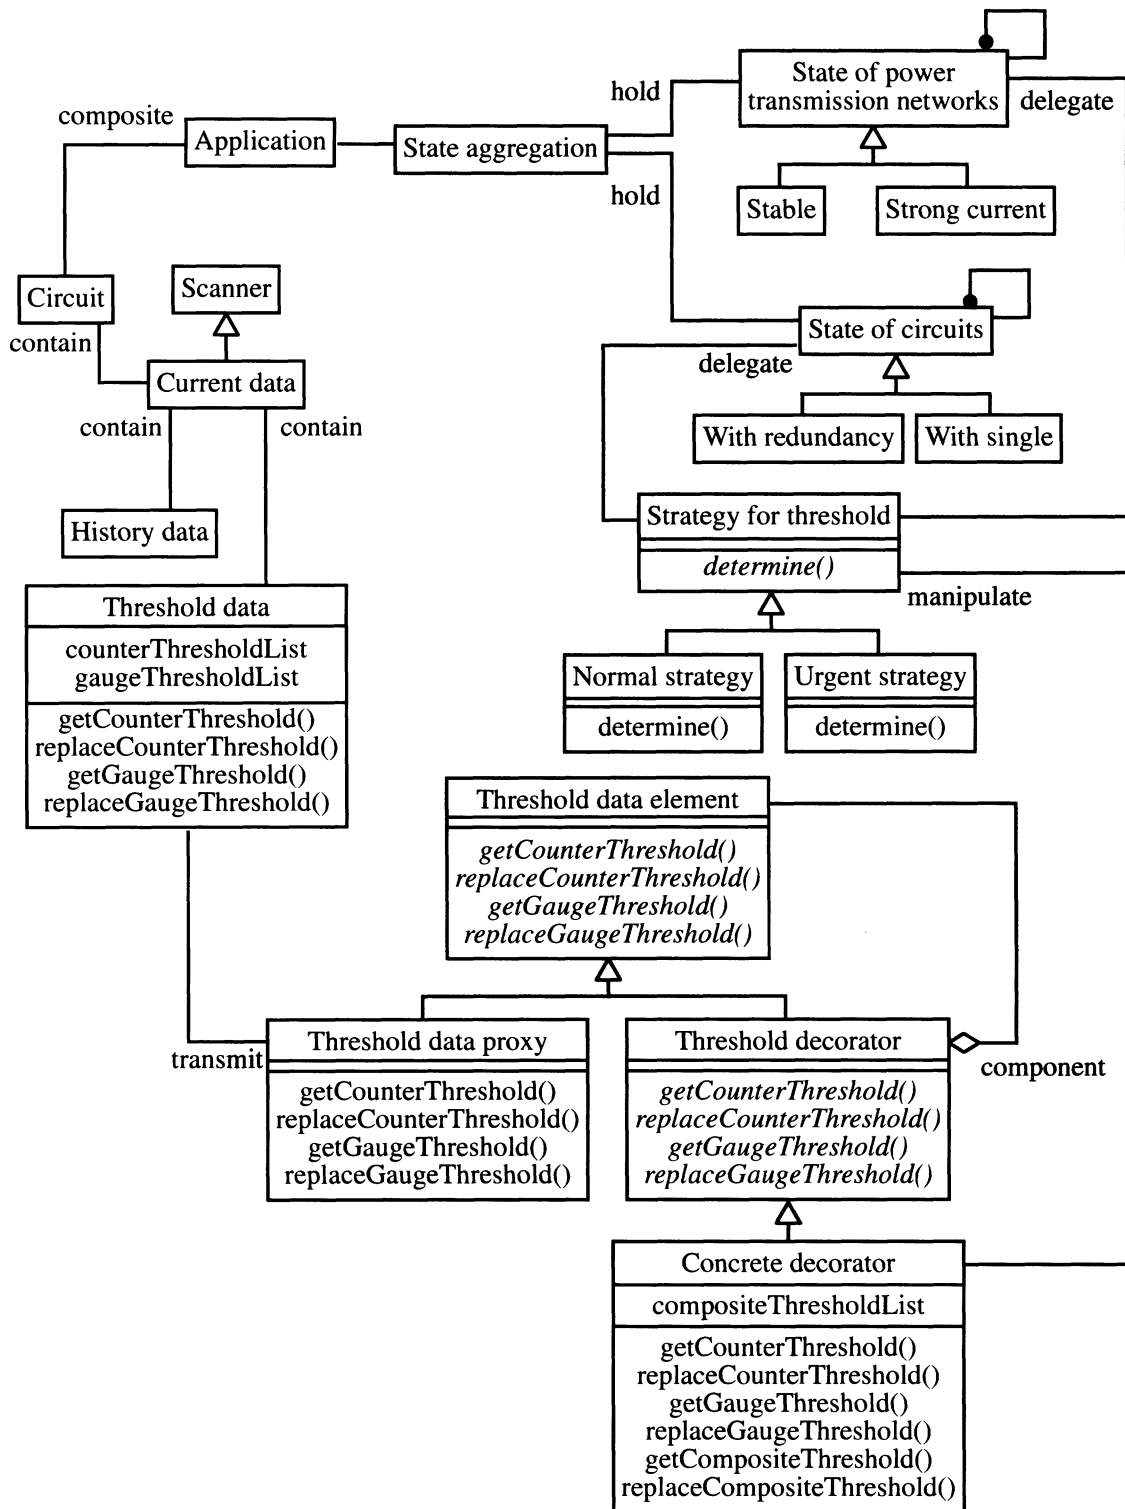 State of power
transmission networks
hold
delegate
composite
Application
State aggregation
hold
Stable
Strong current
Scanner
Circuit
contain
State of circuits
delegate
Current data
contain
contain
With redundancy
With single
History data
Strategy for threshold
determine()
manipulate
Threshold data
counterThresholdList
gaugeThresholdList
getCounterThreshold()
replaceCounterThreshold()
getGaugeThreshold()
replaceGaugeThreshold()
Normal strategy
determine()
Urgent strategy
determine()
Threshold data element
getCounterThreshold()
replaceCounterThreshold()
getGaugeThreshold()
replaceGaugeThreshold()
transmit
Threshold data proxy
getCounterThreshold()
replaceCounterThreshold()
getGaugeThreshold()
replaceGaugeThreshold()
Threshold decorator
getCounterThreshold()
replaceCounterThreshold()
getGaugeThreshold()
replaceGaugeThreshold()
component
Concrete decorator
compositeThresholdList
getCounterThreshold()
replaceCounterThreshold()
getGaugeThreshold()
replaceGaugeThreshold()
getCompositeThreshold()
replaceCompositeThreshold()